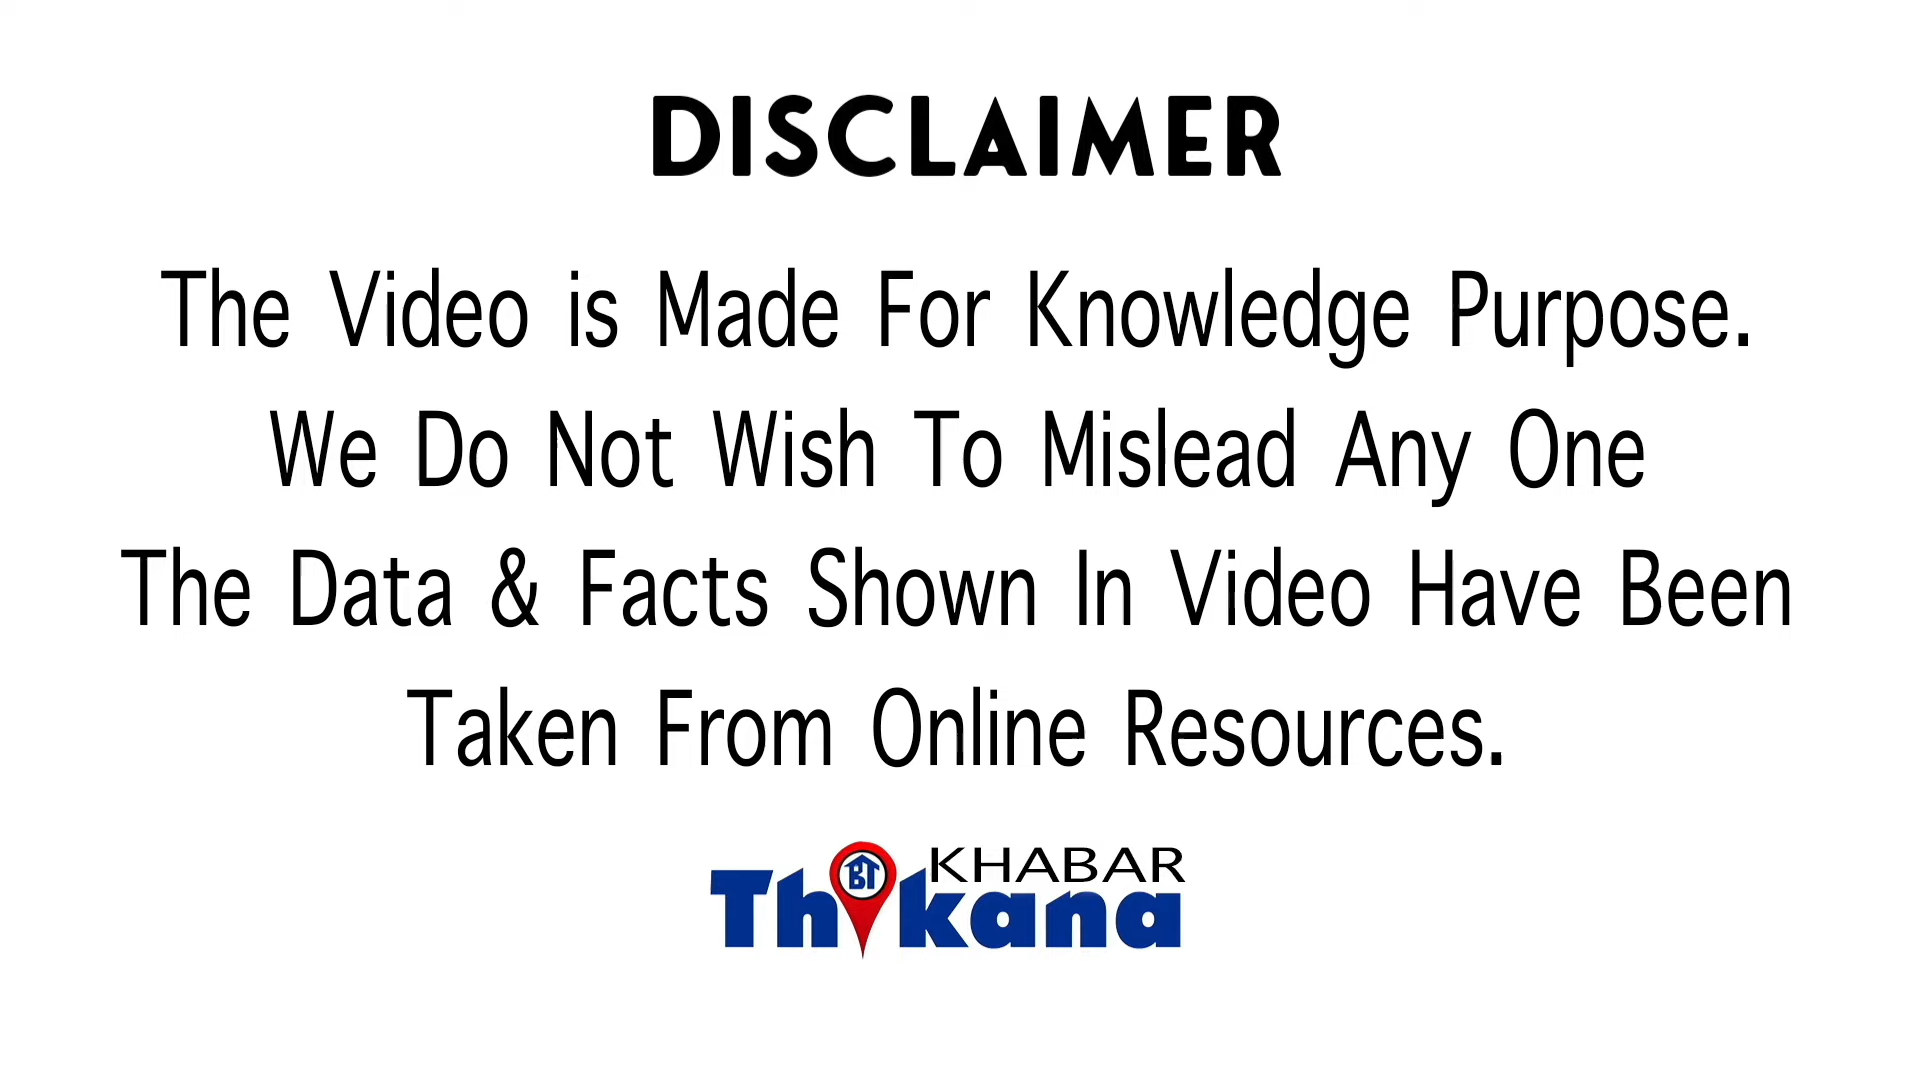 DISCLAIMER
The Video is Made For Knowledge Purpose.
We Do Not Wish To Mislead Any One
The Data & Facts Shown In Video Have Been
Taken From Online Resources.
KHABAR
BT
Thikana